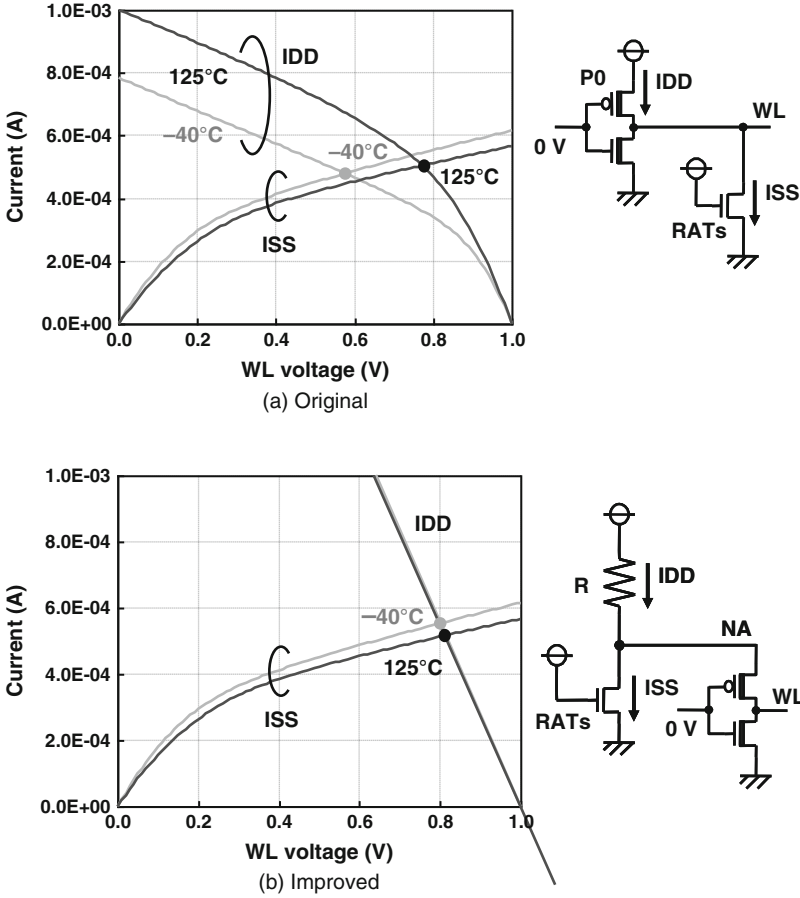 1.0E-03
8.0E-04
6.0E-04
4.0E-04
2.0E-04
0.0E+00
Current (A)
0.0
0.2
0.4
0.6
0.8
1.0
WL voltage (V)
IDD
125°C
−40°C
−40°C
125°C
ISS
P0
IDD
WL
0 V
ISS
RATs
(a) Original
1.0E-03
8.0E-04
6.0E-04
4.0E-04
2.0E-04
0.0E+00
Current (A)
0.0
0.2
0.4
0.6
0.8
1.0
WL voltage (V)
IDD
−40°C
125°C
ISS
R
IDD
NA
ISS
RATs
0 V
WL
(b) Improved